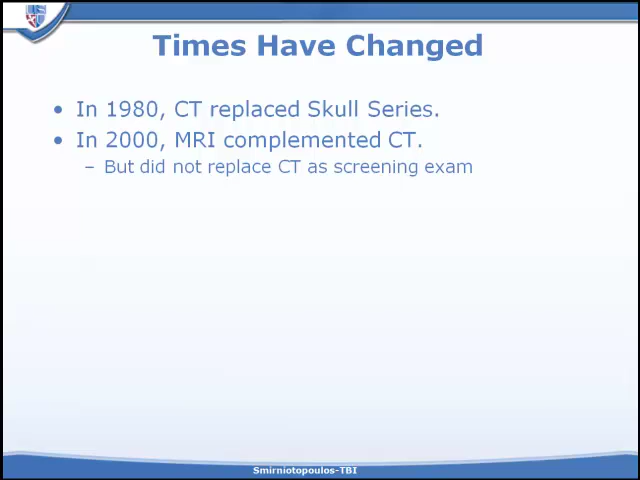 Times Have Changed
• In 1980, CT replaced Skull Series.
• In 2000, MRI complemented CT.
– But did not replace CT as screening exam
Smirniotopoulos-TBI